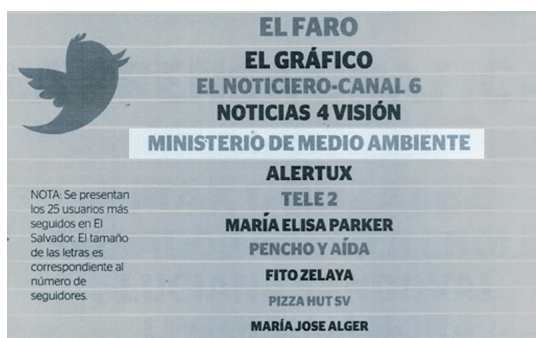 EL FARO
EL GRÁFICO
EL NOTICIERO-CANAL 6
NOTICIAS 4 VISIÓN
MINISTERIO DE MEDIO AMBIENTE
ALERTUX
TELE 2
MARÍA ELISA PARKER
PENCHO Y AÍDA
FITO ZELAYA
PIZZA HUT SV
MARÍA JOSE ALGER
NOTA: Se presentan
los 25 usuarios más
seguidos en El
Salvador. El tamaño
de las letras es
correspondiente al
número de
seguidores.